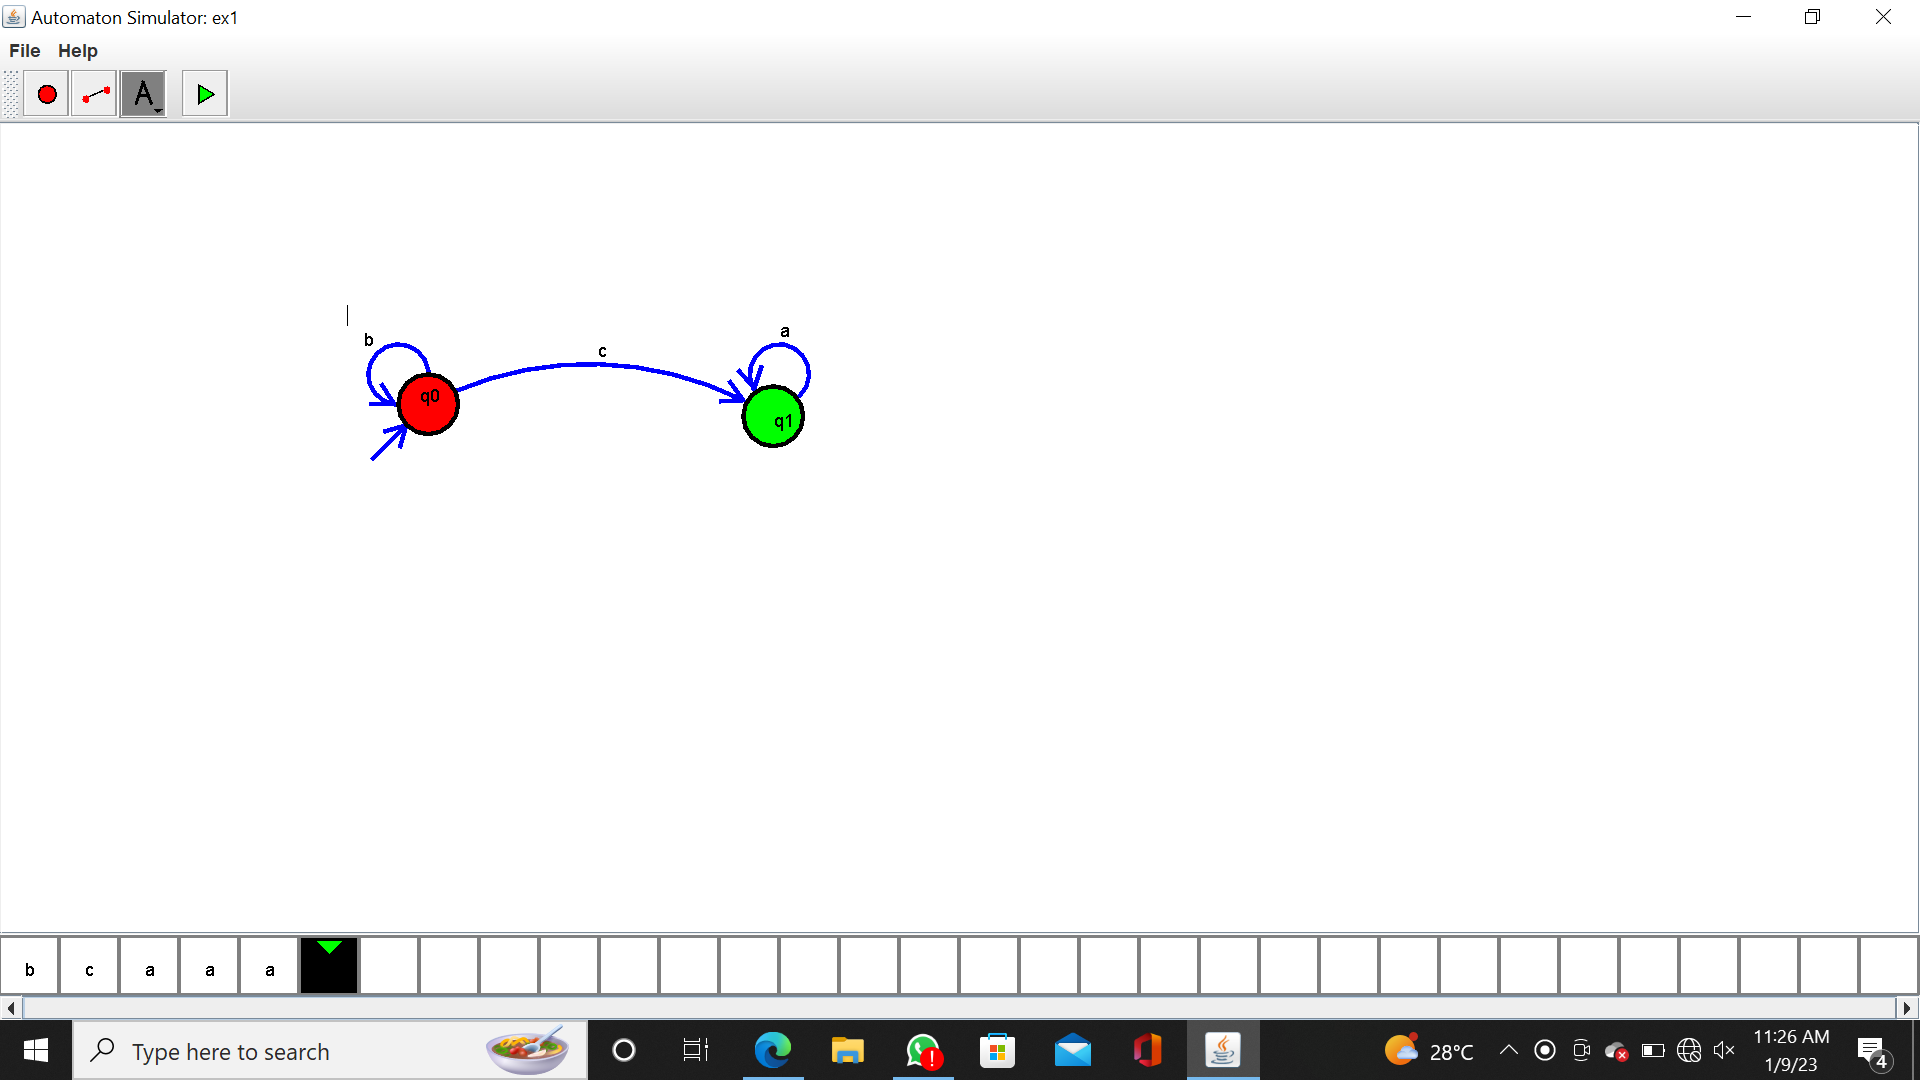 Automaton Simulator: ex1
File Help
A
b
c
a
q0
q1
b c a a a
Type here to search
28°C
11:26 AM
1/9/23
4